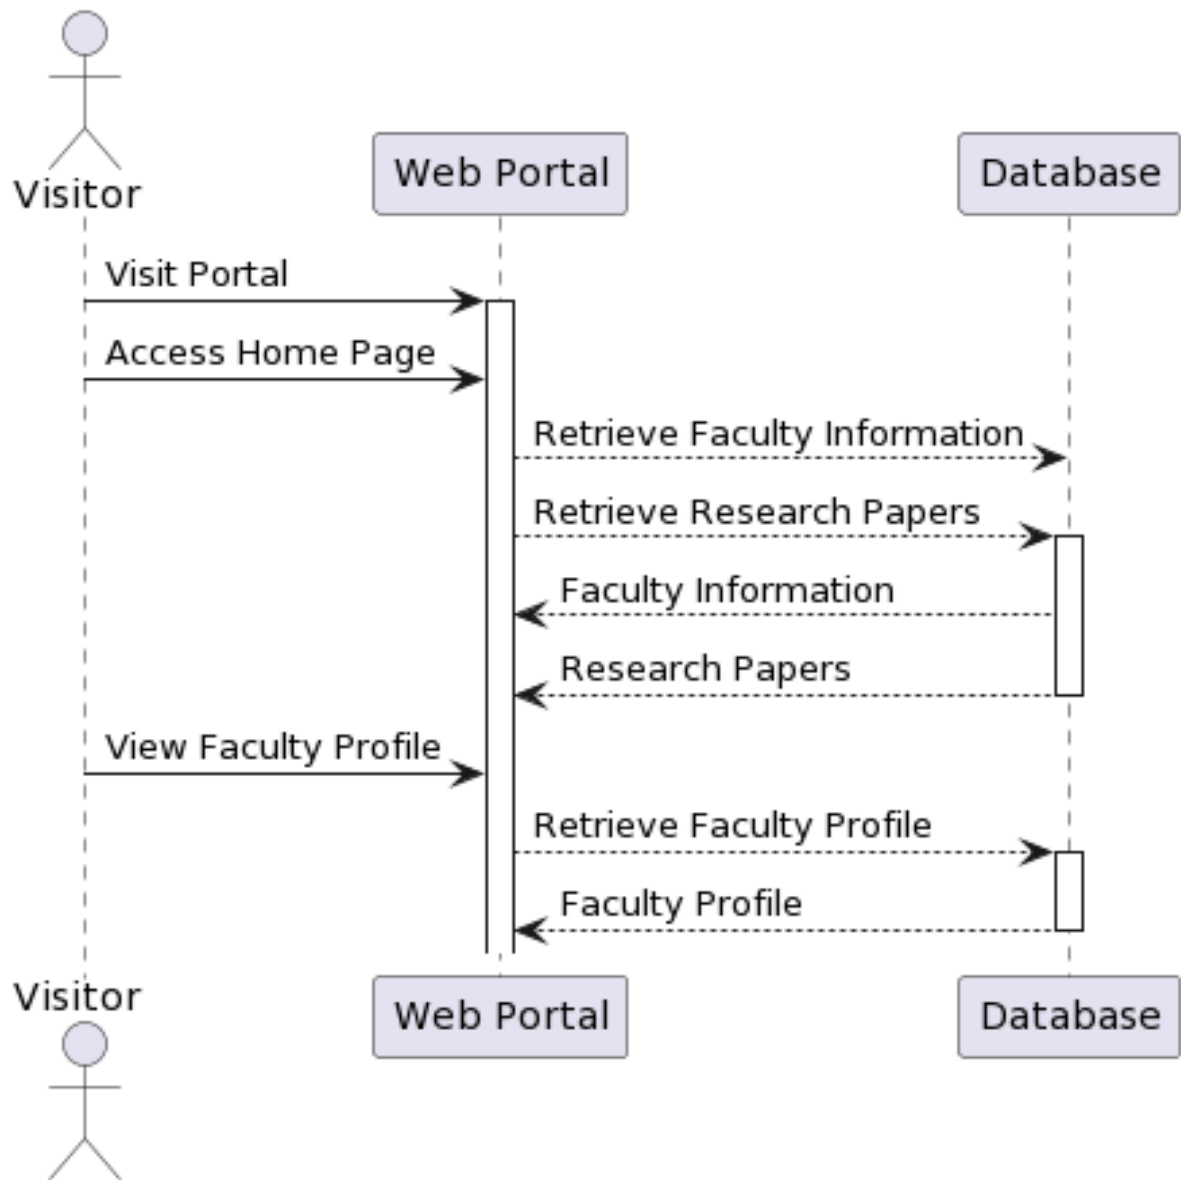 Visitor
Web Portal
Database
Visit Portal
Access Home Page
Retrieve Faculty Information
Retrieve Research Papers
Faculty Information
Research Papers
View Faculty Profile
Retrieve Faculty Profile
Faculty Profile
Visitor
Web Portal
Database